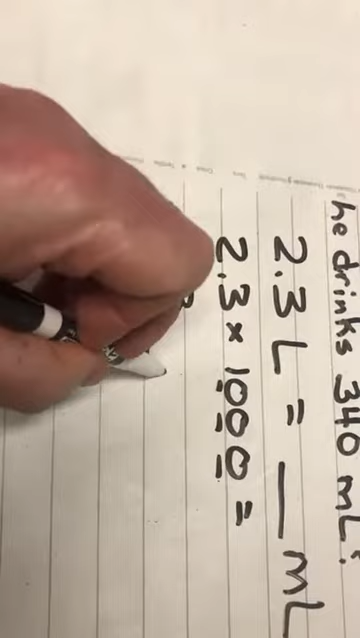 he drinks 340 mL?
2.3 L = __ mL
2.3 × 1000 =